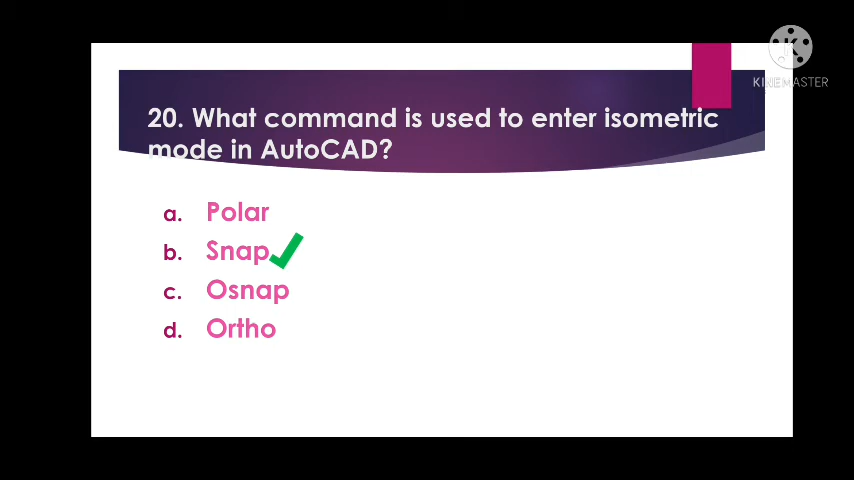 KINEMASTER
20. What command is used to enter isometric
mode in AutoCAD?
a. Polar
b. Snap
c. Osnap
d. Ortho